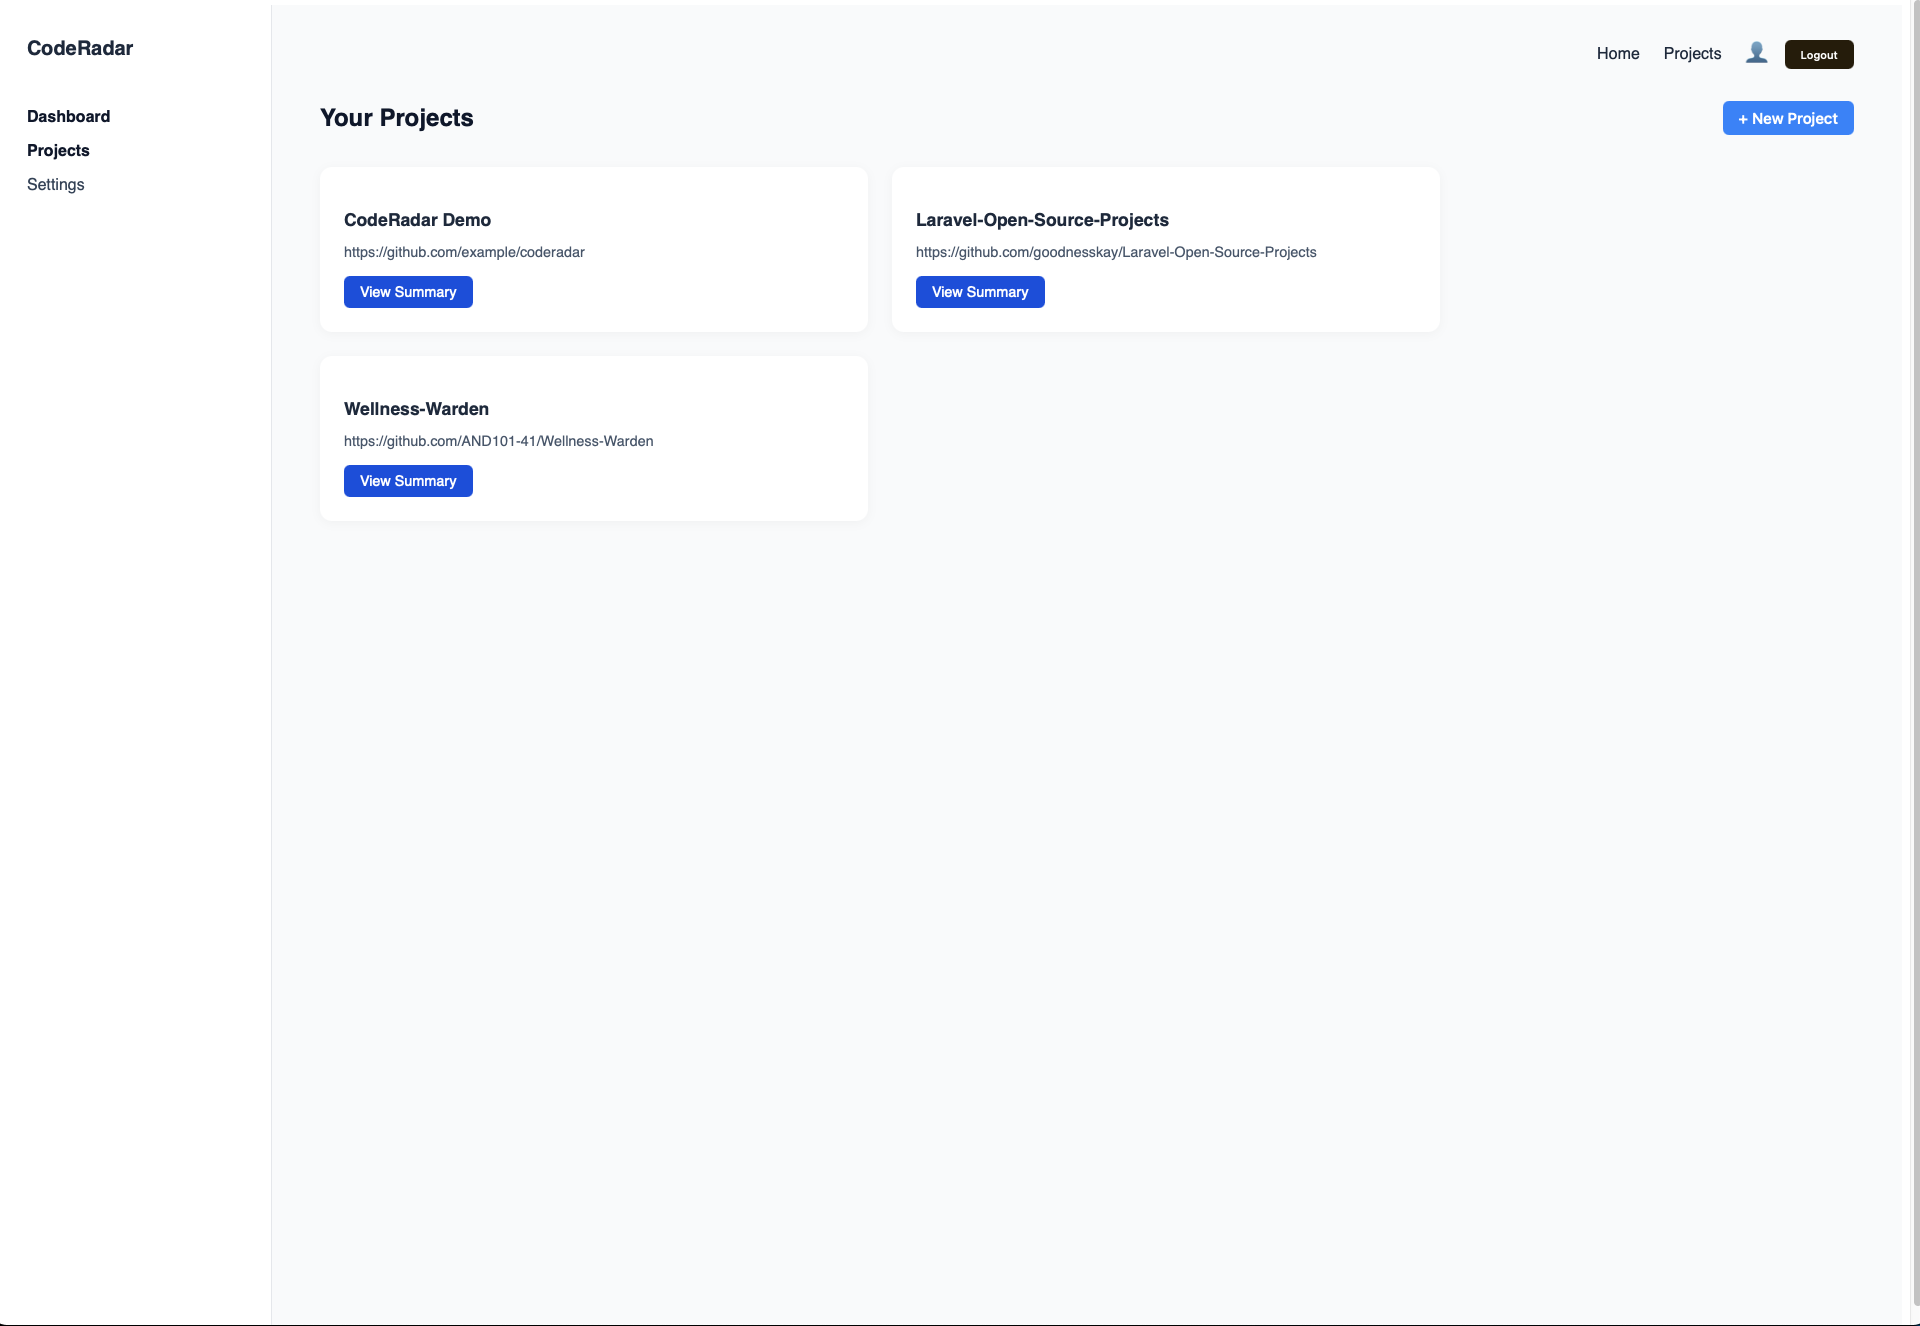 CodeRadar
Dashboard
Projects
Settings
Home Projects Logout
Your Projects
+ New Project
CodeRadar Demo
https://github.com/example/coderadar
View Summary
Laravel-Open-Source-Projects
https://github.com/goodnesskay/Laravel-Open-Source-Projects
View Summary
Wellness-Warden
https://github.com/AND101-41/Wellness-Warden
View Summary